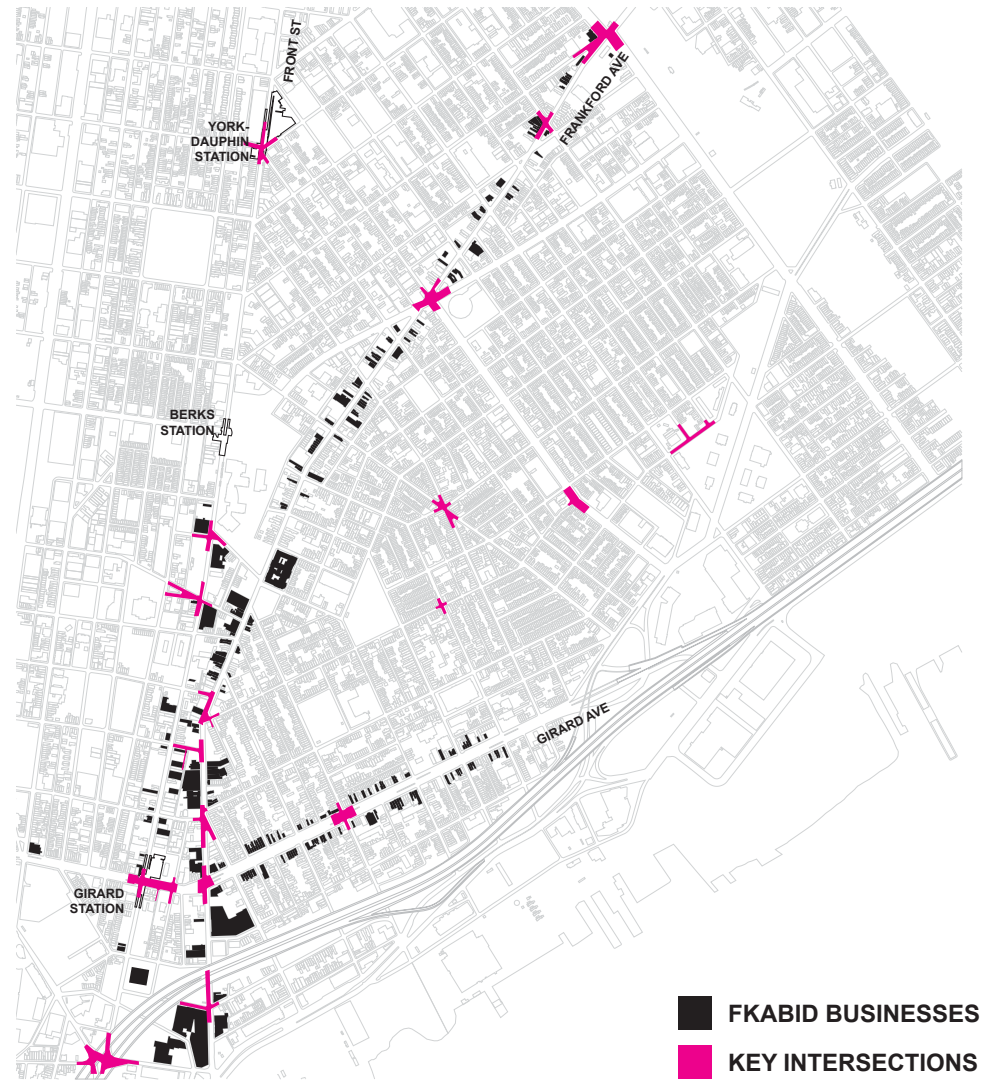 FRONT ST
YORK-
DAUPHIN
STATION
FRANKFORD AVE
BERKS
STATION
GIRARD AVE
GIRARD
STATION
FKABID BUSINESSES
KEY INTERSECTIONS